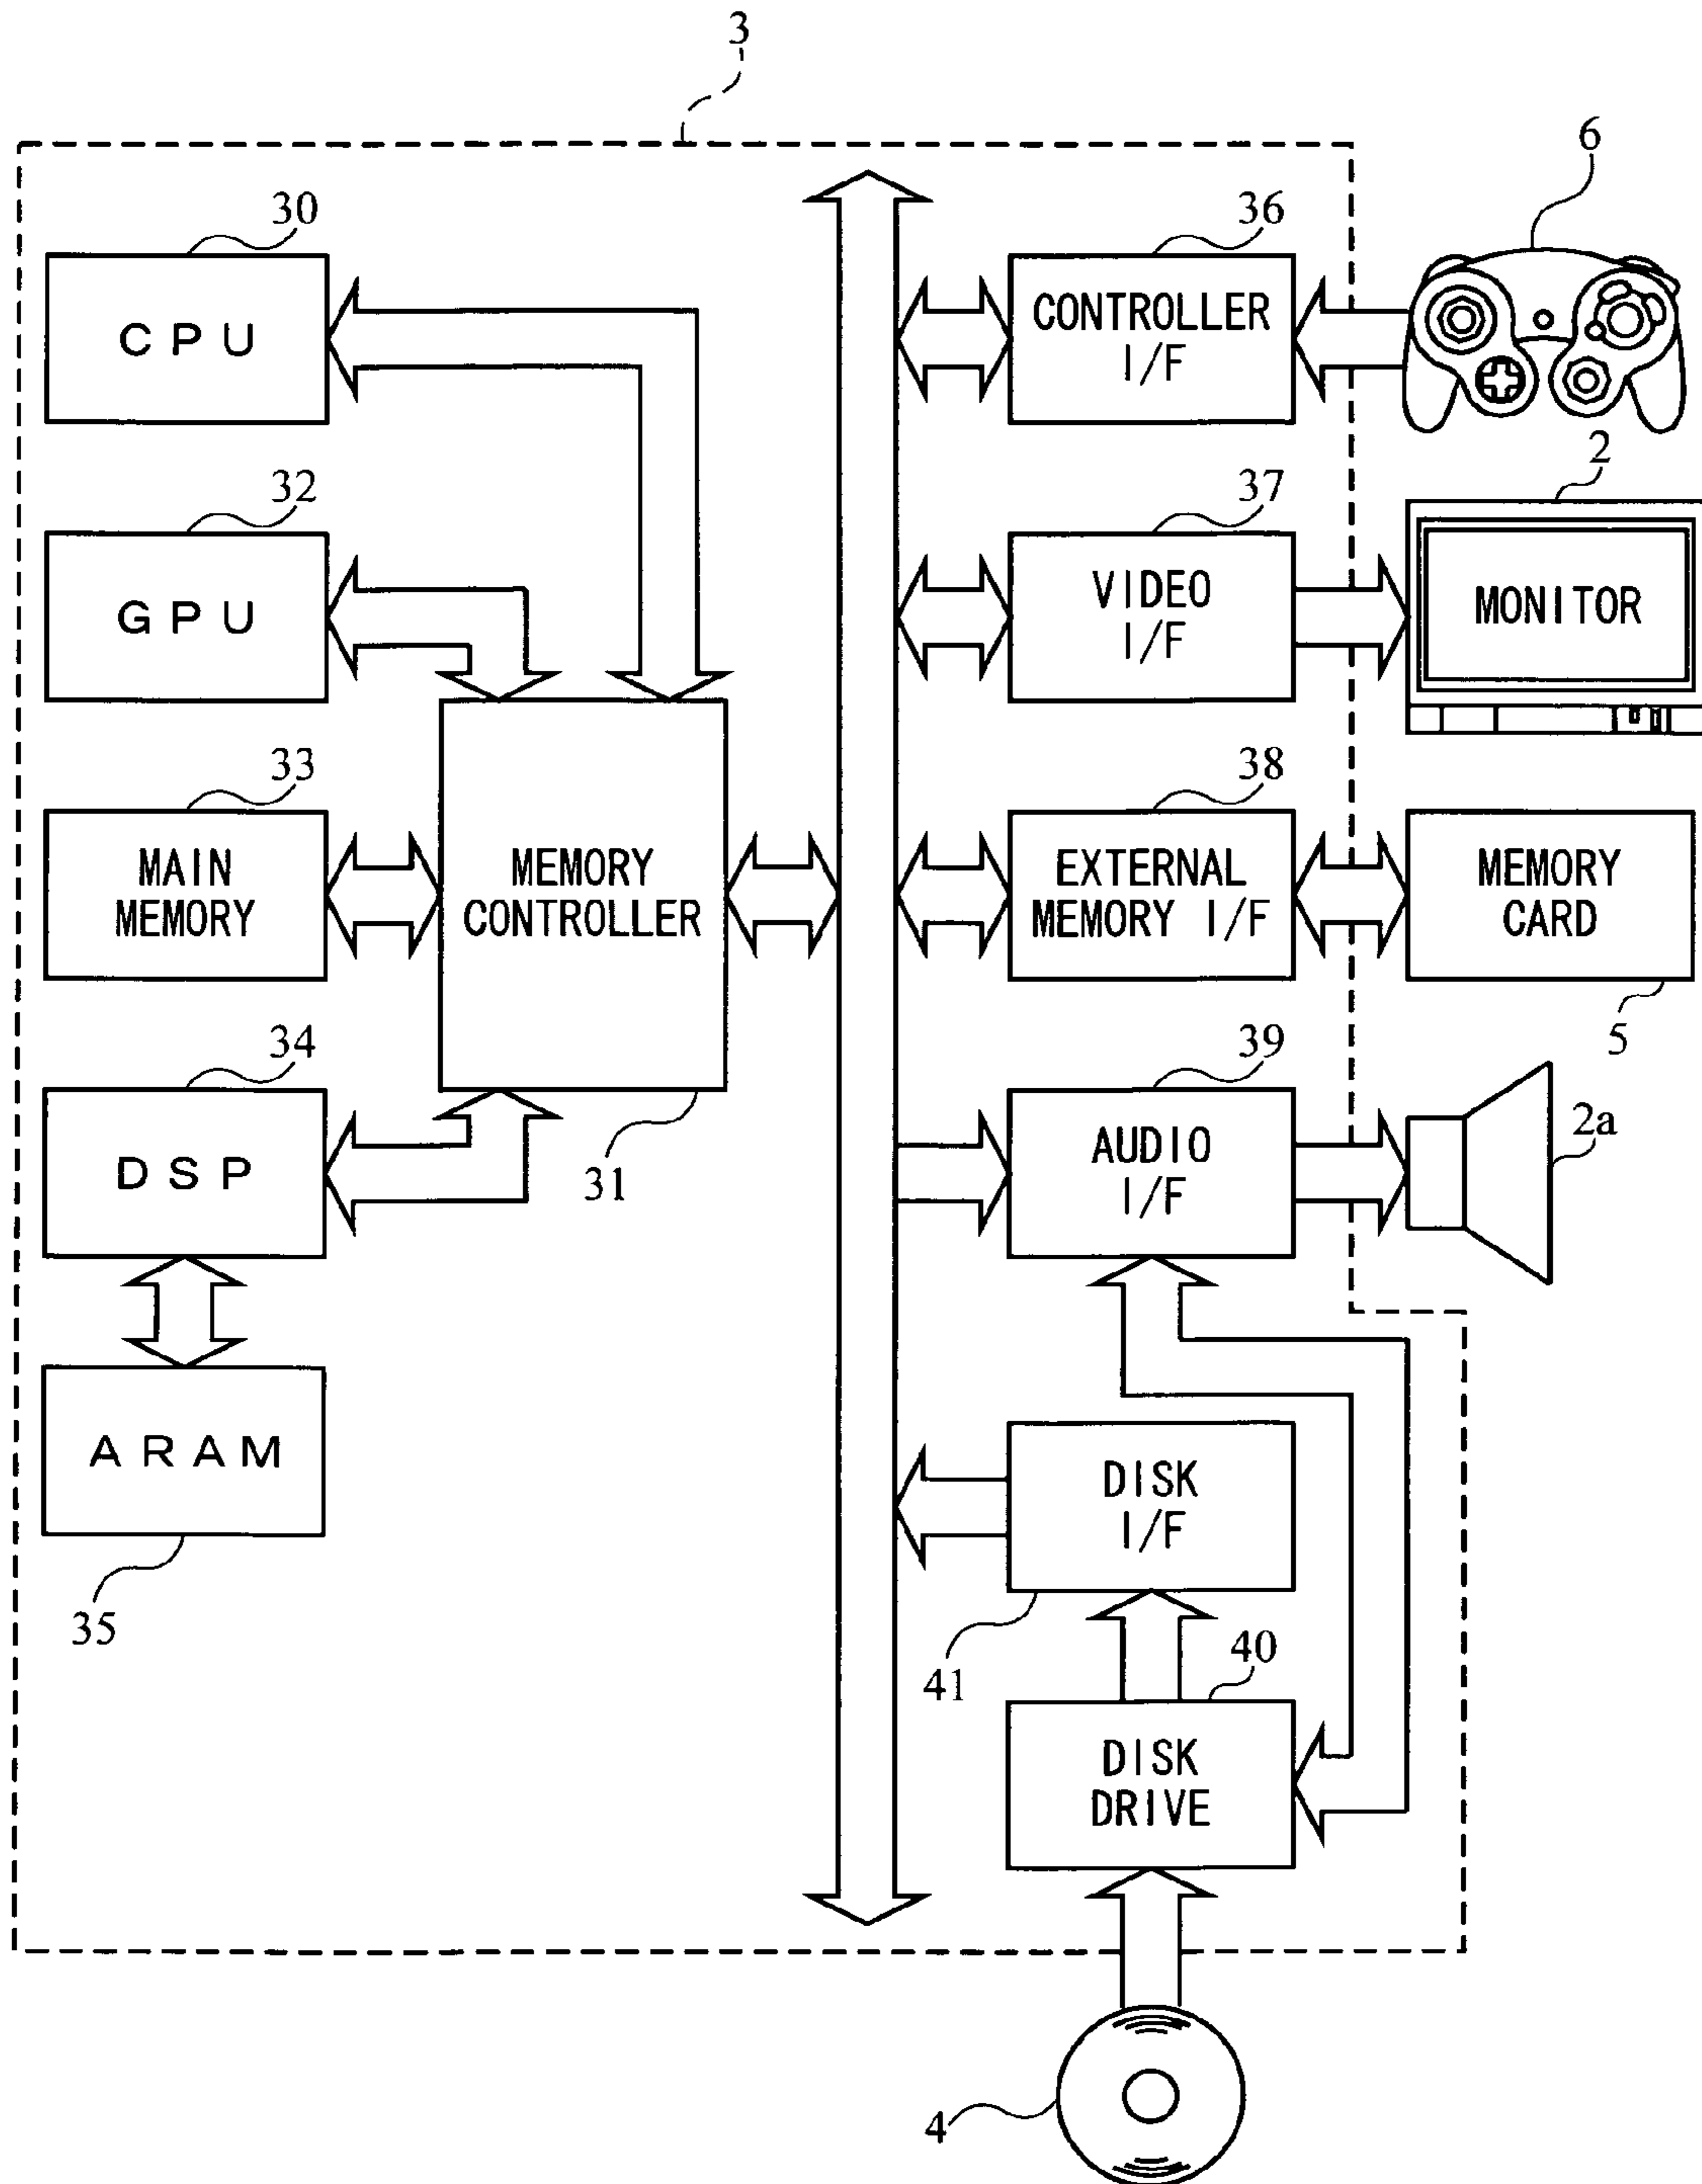 3
6
30
36
CPU
CONTROLLER
I/F
2
32
37
GPU
VIDEO
I/F
MONITOR
33
38
MAIN
MEMORY
MEMORY
CONTROLLER
EXTERNAL
MEMORY I/F
MEMORY
CARD
5
34
39
2a
DSP
31
AUDIO
I/F
ARAM
DISK
I/F
35
41
40
DISK
DRIVE
4